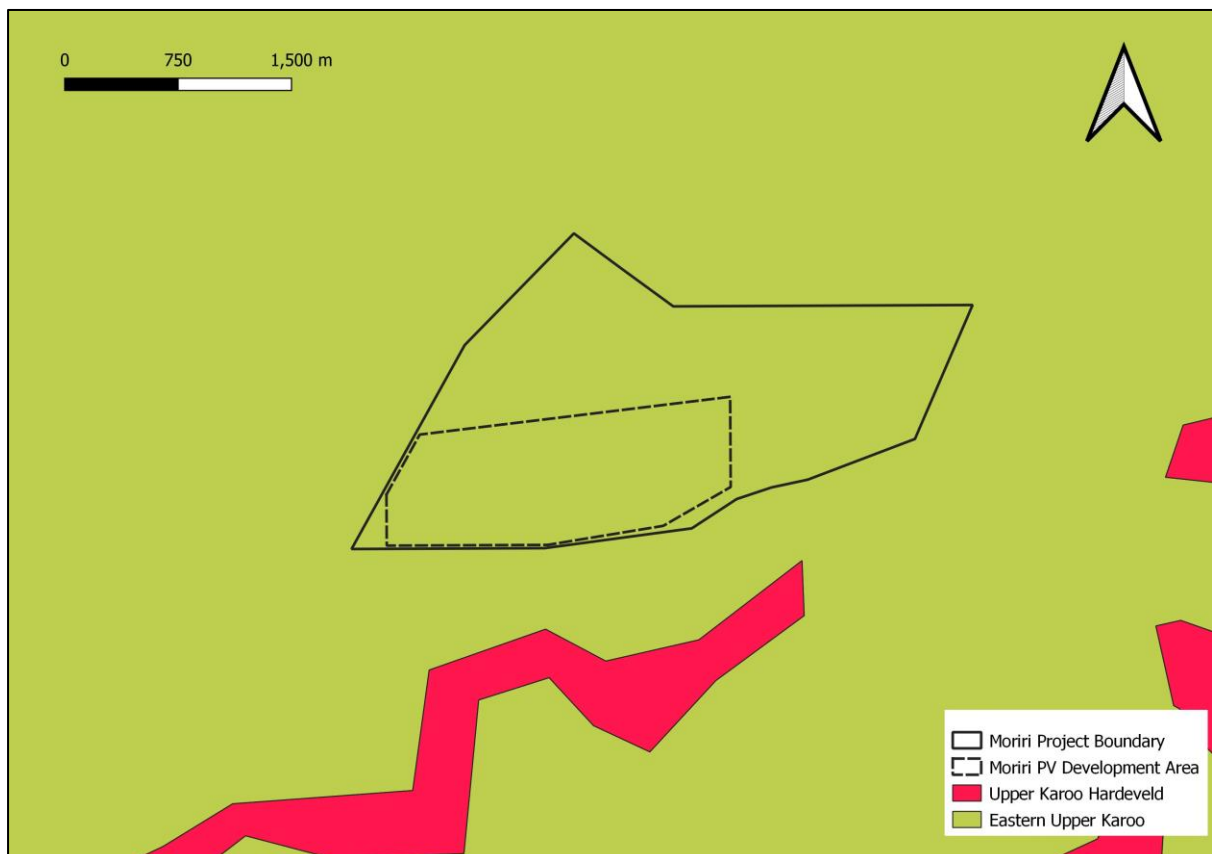 0 750 1,500 m
Moriri Project Boundary
Moriri PV Development Area
Upper Karoo Hardeveld
Eastern Upper Karoo